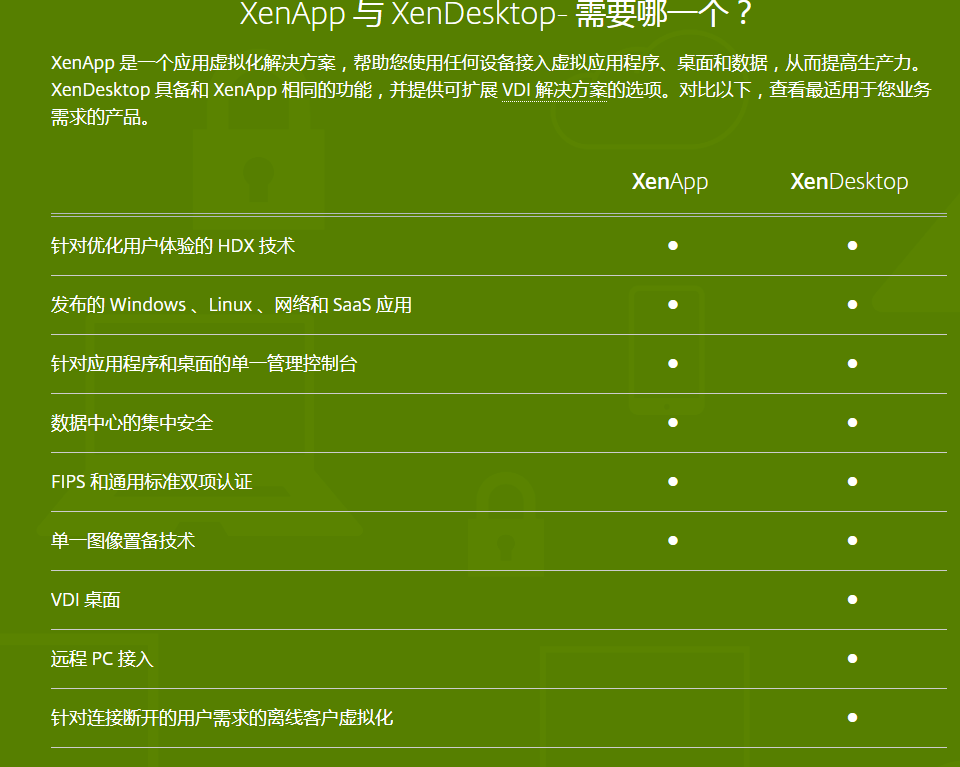 XenApp 与 XenDesktop- 需要哪一个？
XenApp 是一个应用虚拟化解决方案，帮助您使用任何设备接入虚拟应用程序、桌面和数据，从而提高生产力。
XenDesktop 具备和 XenApp 相同的功能，并提供可扩展 VDI 解决方案的选项。对比以下，查看最适用于您业务
需求的产品。
XenApp XenDesktop
针对优化用户体验的 HDX 技术 ● ●
发布的 Windows 、Linux 、网络和 SaaS 应用 ● ●
针对应用程序和桌面的单一管理控制台 ● ●
数据中心的集中安全 ● ●
FIPS 和通用标准双项认证 ● ●
单一图像置备技术 ● ●
VDI 桌面 ●
远程 PC 接入 ●
针对连接断开的用户需求的离线客户虚拟化 ●